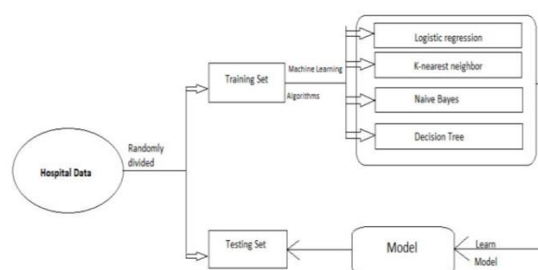 Hospital Data
Randomly
divided
Training Set
Machine Learning
Algorithms
Logistic regression
K-nearest neighbor
Naive Bayes
Decision Tree
Testing Set
Model
Learn
Model